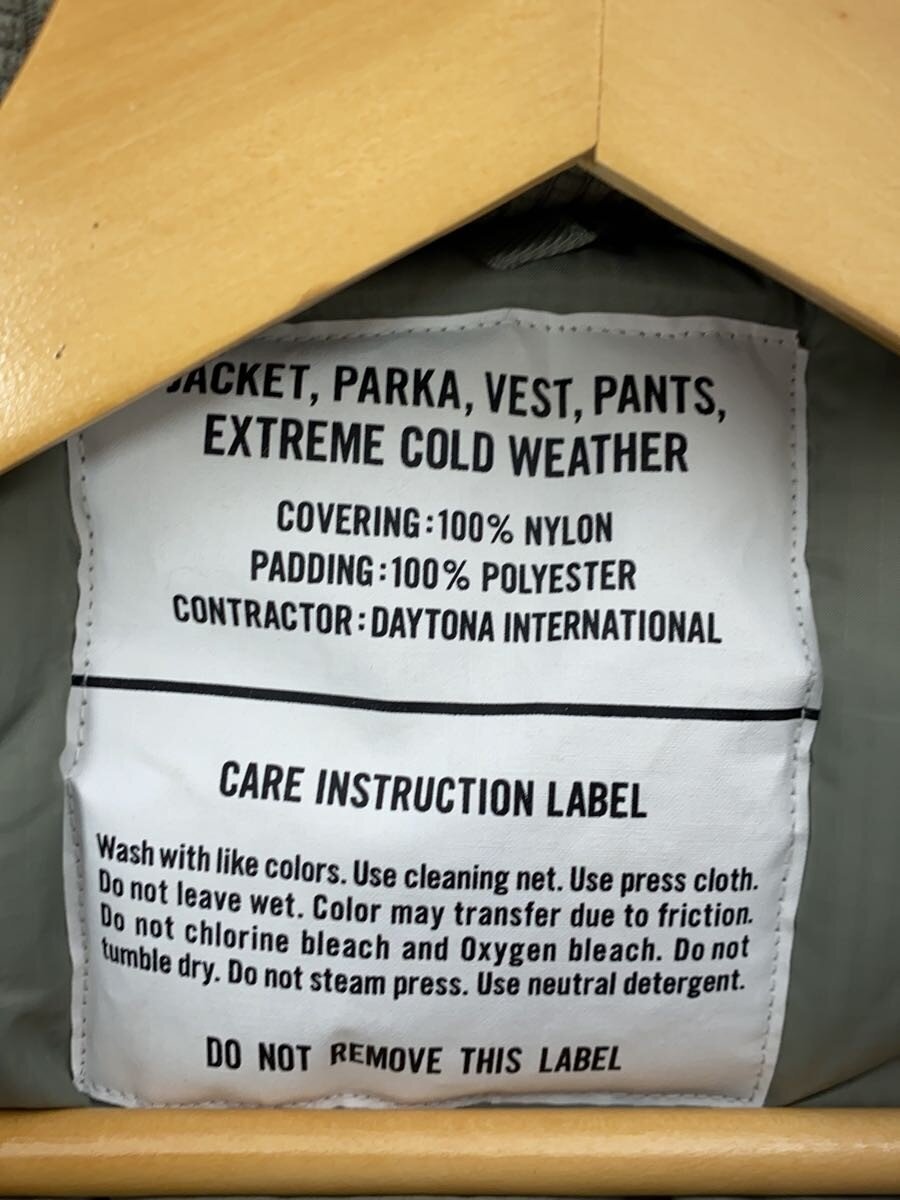 JACKET, PARKA, VEST, PANTS,
EXTREME COLD WEATHER
COVERING:100% NYLON
PADDING:100% POLYESTER
CONTRACTOR:DAYTONA INTERNATIONAL
CARE INSTRUCTION LABEL
Wash with like colors. Use cleaning net. Use press cloth.
Do not leave wet. Color may transfer due to friction.
Do not chlorine bleach and Oxygen bleach. Do not
tumble dry. Do not steam press. Use neutral detergent.
DO NOT REMOVE THIS LABEL